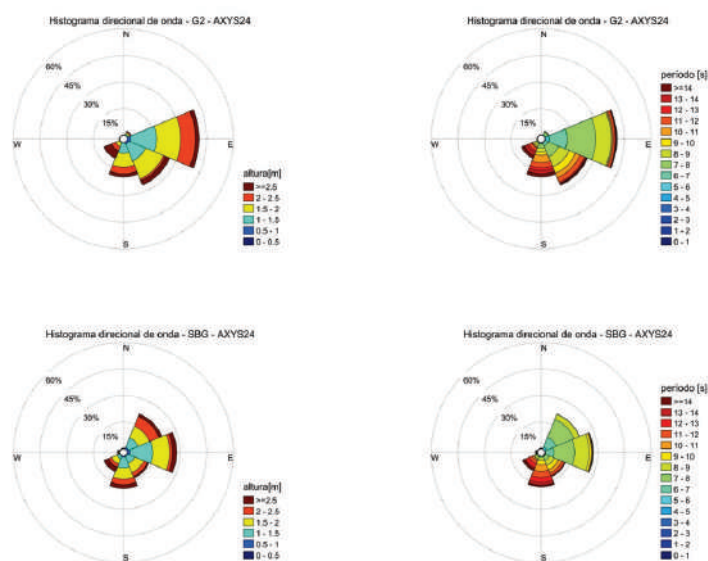 Histograma direcional de onda - G2 - AXYS24
N
60%
45%
30%
15%
W
E
S
altura[m]
>=2.5
2 - 2.5
1.5 - 2
1 - 1.5
0.5 - 1
0 - 0.5
Histograma direcional de onda - G2 - AXYS24
N
60%
45%
30%
15%
W
E
S
período [s]
>=14
13 - 14
12 - 13
11 - 12
10 - 11
9 - 10
8 - 9
7 - 8
6 - 7
5 - 6
4 - 5
3 - 4
2 - 3
1 - 2
0 - 1
Histograma direcional de onda - SBG - AXYS24
N
60%
45%
30%
15%
W
E
S
altura[m]
>=2.5
2 - 2.5
1.5 - 2
1 - 1.5
0.5 - 1
0 - 0.5
Histograma direcional de onda - SBG - AXYS24
N
60%
45%
30%
15%
W
E
S
período [s]
>=14
13 - 14
12 - 13
11 - 12
10 - 11
9 - 10
8 - 9
7 - 8
6 - 7
5 - 6
4 - 5
3 - 4
2 - 3
1 - 2
0 - 1